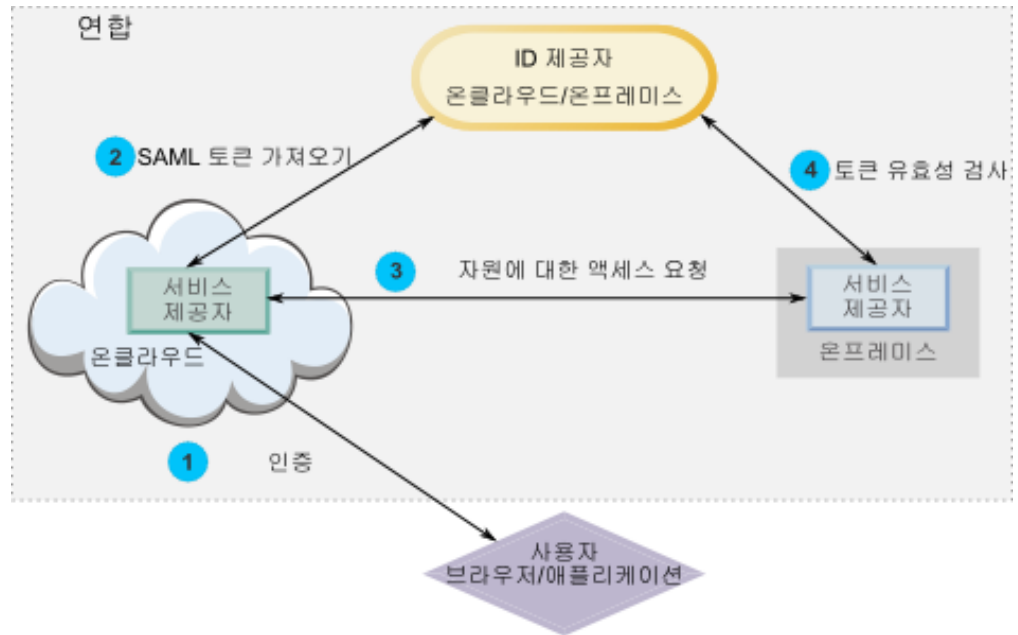 연합
ID 제공자
온클라우드/온프레미스
2 SAML 토큰 가져오기
4 토큰 유효성 검사
3 자원에 대한 액세스 요청
서비스
제공자
온클라우드
서비스
제공자
온프레미스
1 인증
사용자
브라우저/애플리케이션